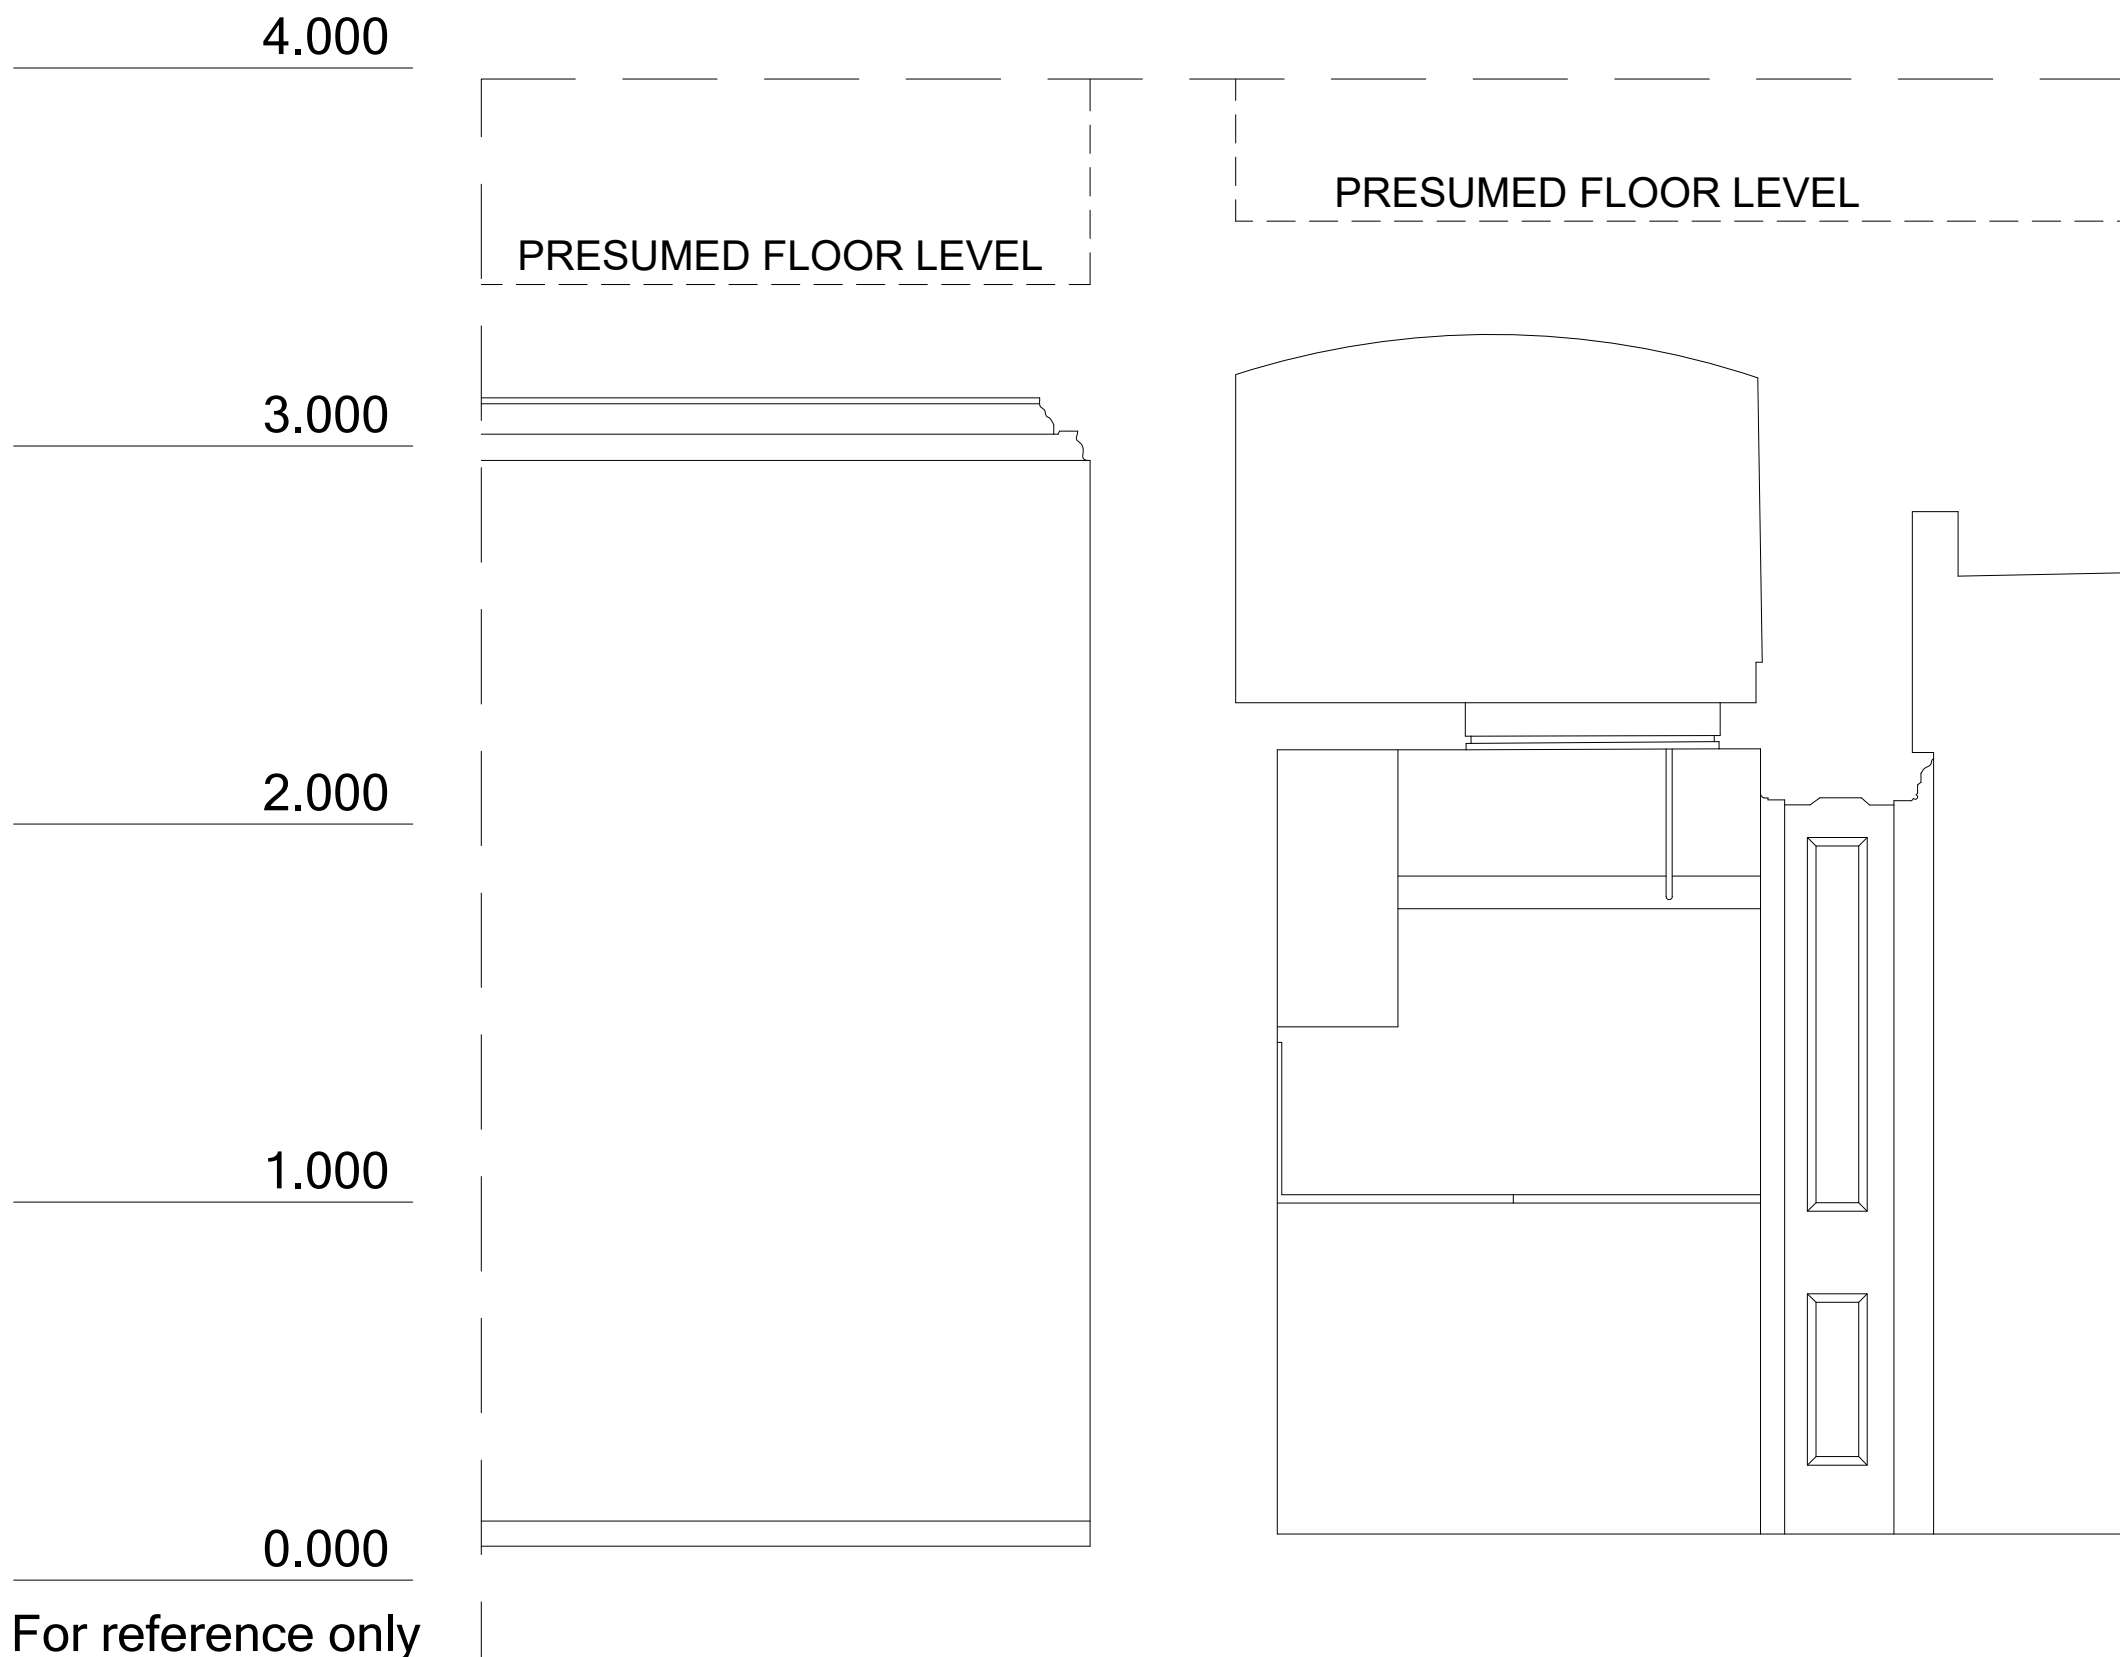 4.000
PRESUMED FLOOR LEVEL
PRESUMED FLOOR LEVEL
3.000
2.000
1.000
0.000
For reference only